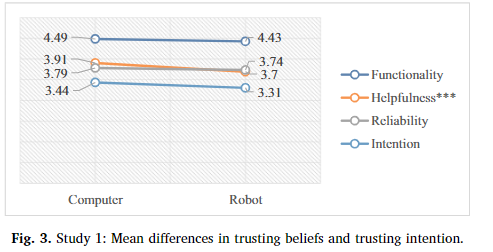 4.49
4.43
3.91
3.74
3.79
3.7
3.44
3.31
Functionality
Helpfulness***
Reliability
Intention
Computer
Robot
Fig. 3. Study 1: Mean differences in trusting beliefs and trusting intention.